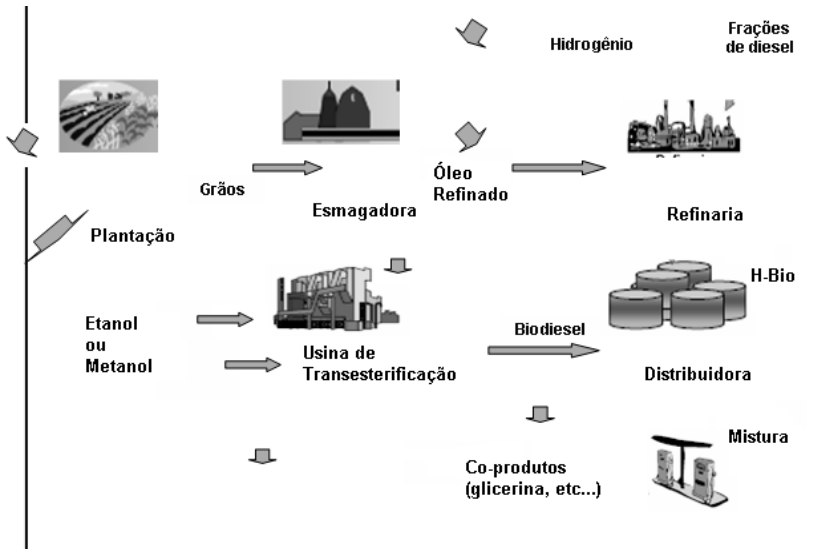 Hidrogênio
Frações
de diesel
Grãos
Esmagadora
Óleo
Refinado
Refinaria
Plantação
H-Bio
Etanol
ou
Metanol
Usina de
Transesterificação
Biodiesel
Distribuidora
Mistura
Co-produtos
(glicerina, etc...)